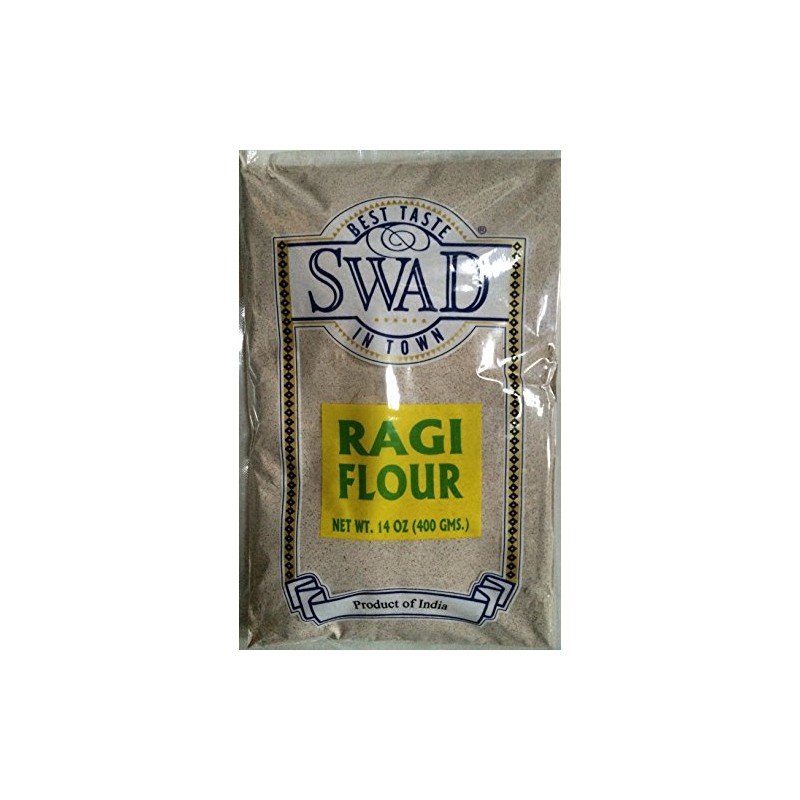 BEST TASTE
®
SWAD
IN TOWN
RAGI
FLOUR
NET WT. 14 OZ (400 GMS.)
Product of India